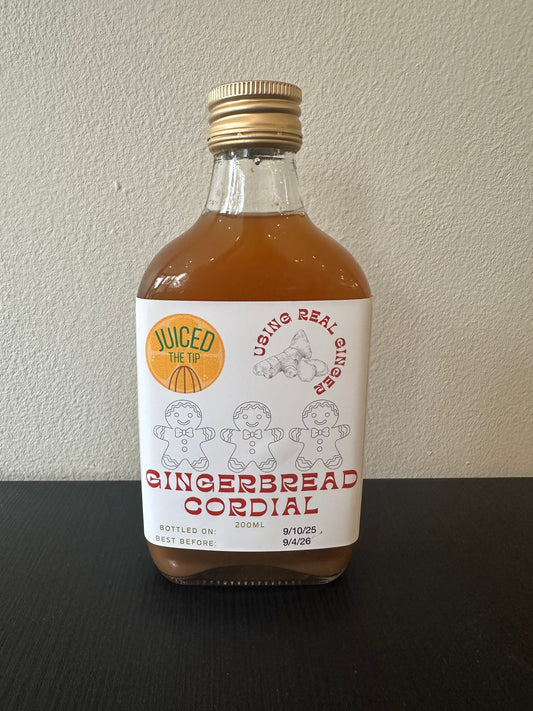 JUICED
THE TIP
USING REAL GINGER
GINGERBREAD
CORDIAL
200ML
BOTTLED ON: 9/10/25
BEST BEFORE: 9/4/26